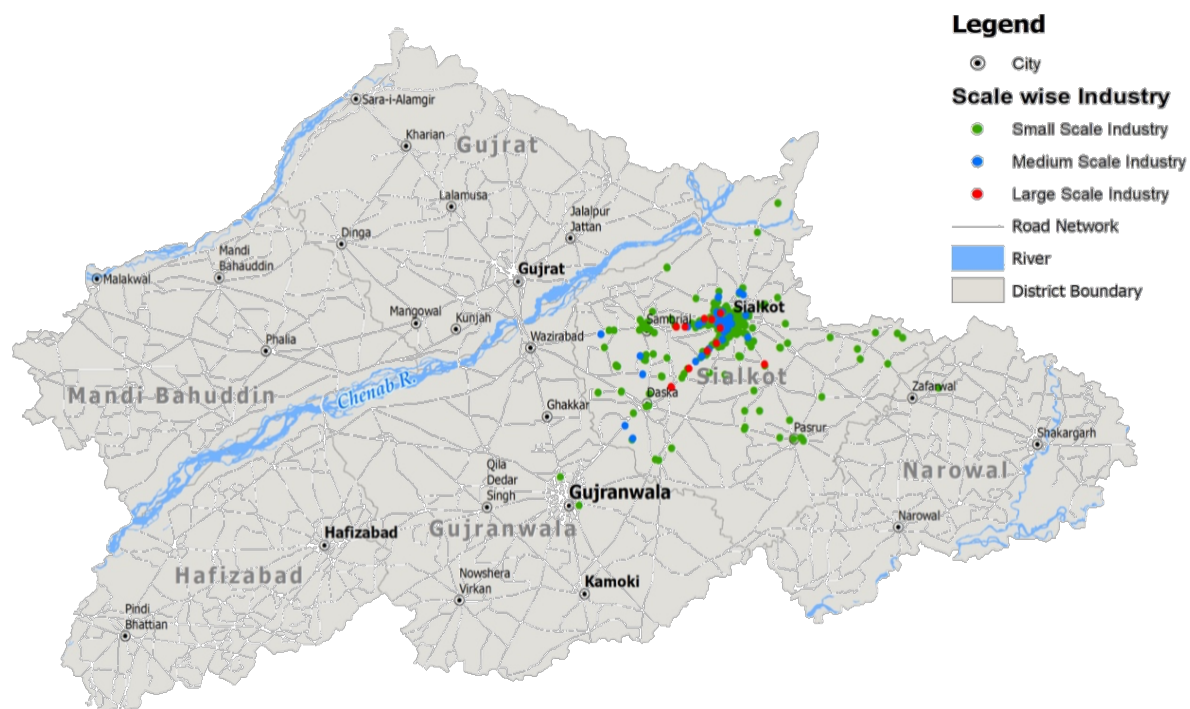 Legend
City
Scale wise Industry
Small Scale Industry
Medium Scale Industry
Large Scale Industry
Road Network
River
District Boundary
Sara-i-Alamgir
Kharian
Gujrat
Lalamusa
Jalalpur
Jattan
Dinga
Mandi
Bahauddin
Malakwal
Gujrat
Mangowal
Kunjah
Sialkot
Sambrial
Wazirabad
Phalia
Chenab R.
Sialkot
Mandi Bahuddin
Daska
Zafarwal
Ghakkar
Pasrur
Shakargarh
Qila
Dedar
Singh
Narowal
Gujranwala
Narowal
Hafizabad
Gujranwala
Hafizabad
Nowshera
Virkan
Kamoki
Pindi
Bhattian